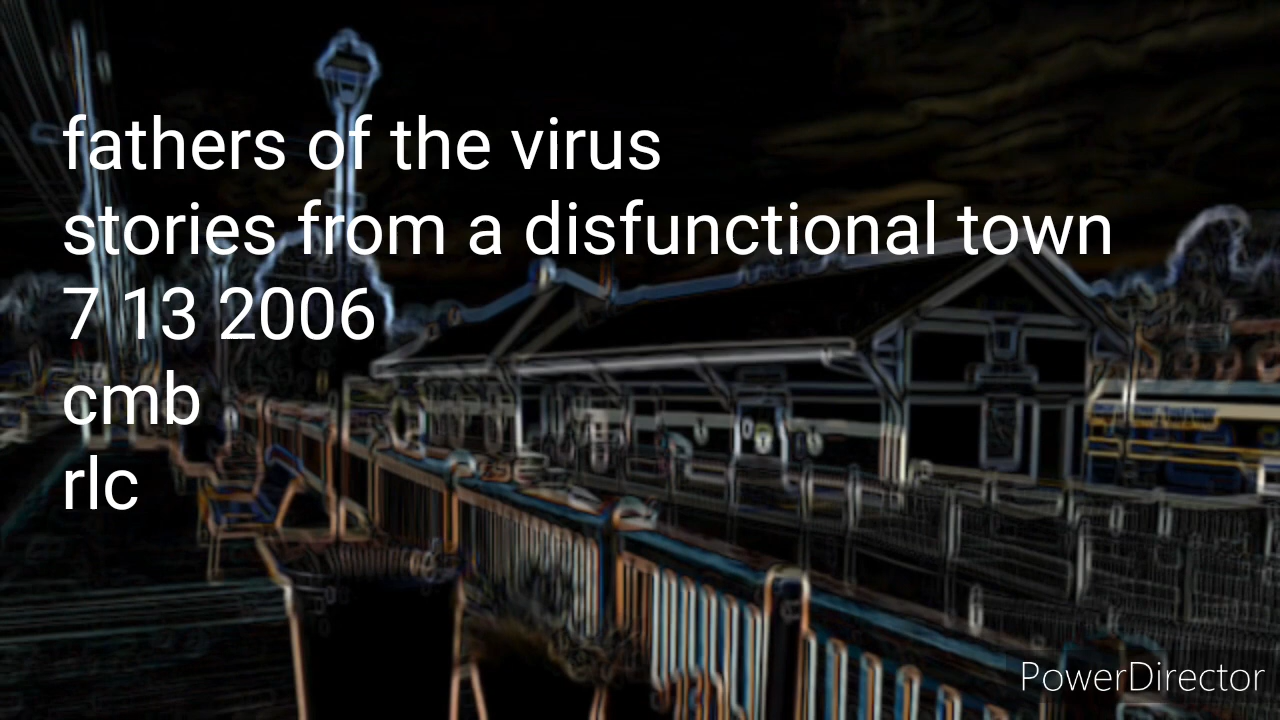 fathers of the virus
stories from a disfunctional town
7 13 2006
cmb
rlc
PowerDirector